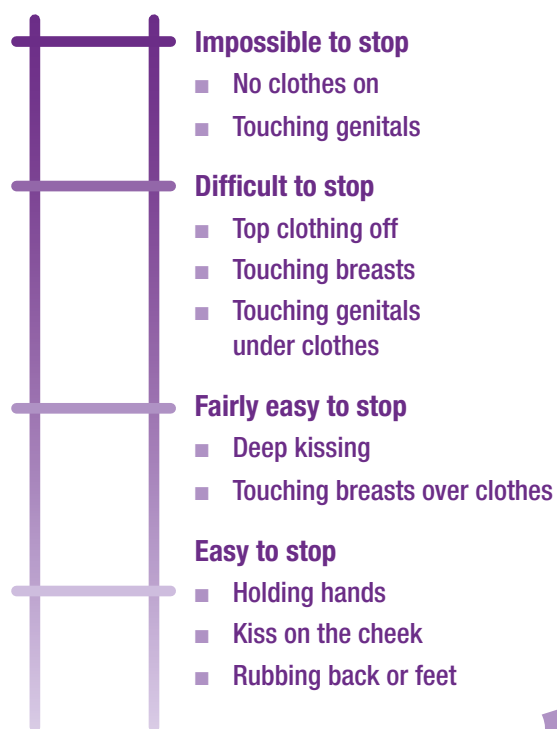 Impossible to stop
■ No clothes on
■ Touching genitals
Difficult to stop
■ Top clothing off
■ Touching breasts
■ Touching genitals
under clothes
Fairly easy to stop
■ Deep kissing
■ Touching breasts over clothes
Easy to stop
■ Holding hands
■ Kiss on the cheek
■ Rubbing back or feet